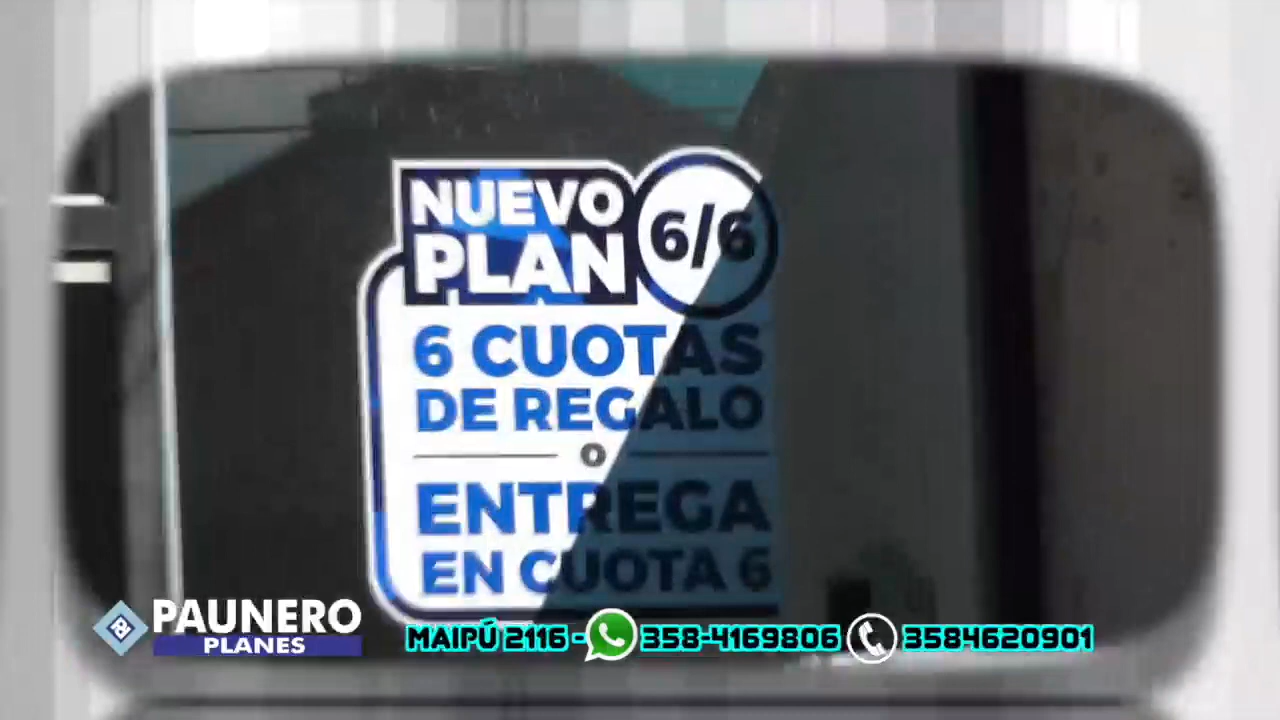 NUEVO
PLAN
6/6
6 CUOTAS
DE REGALO
O
ENTREGA
EN CUOTA 6
PAUNERO
PLANES
MAIPÚ 2116 - 358-4169806 3584620901